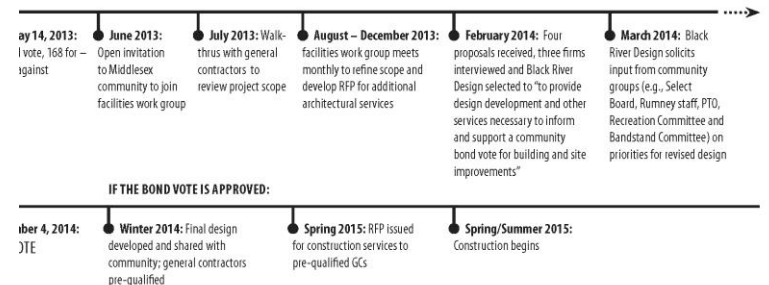 ay 14, 2013:
l vote, 168 for –
against
June 2013:
Open invitation
to Middlesex
community to join
facilities work group
July 2013: Walk-
thrus with general
contractors to
review project scope
August – December 2013:
facilities work group meets
monthly to refine scope and
develop RFP for additional
architectural services
February 2014: Four
proposals received, three firms
interviewed and Black River
Design selected to “to provide
design development and other
services necessary to inform
and support a community
bond vote for building and site
improvements”
March 2014: Black
River Design solicits
input from community
groups (e.g., Select
Board, Rumney staff, PTO,
Recreation Committee and
Bandstand Committee) on
priorities for revised design
IF THE BOND VOTE IS APPROVED:
ber 4, 2014:
OTE
Winter 2014: Final design
developed and shared with
community; general contractors
pre-qualified
Spring 2015: RFP issued
for construction services to
pre-qualified GCs
Spring/Summer 2015:
Construction begins